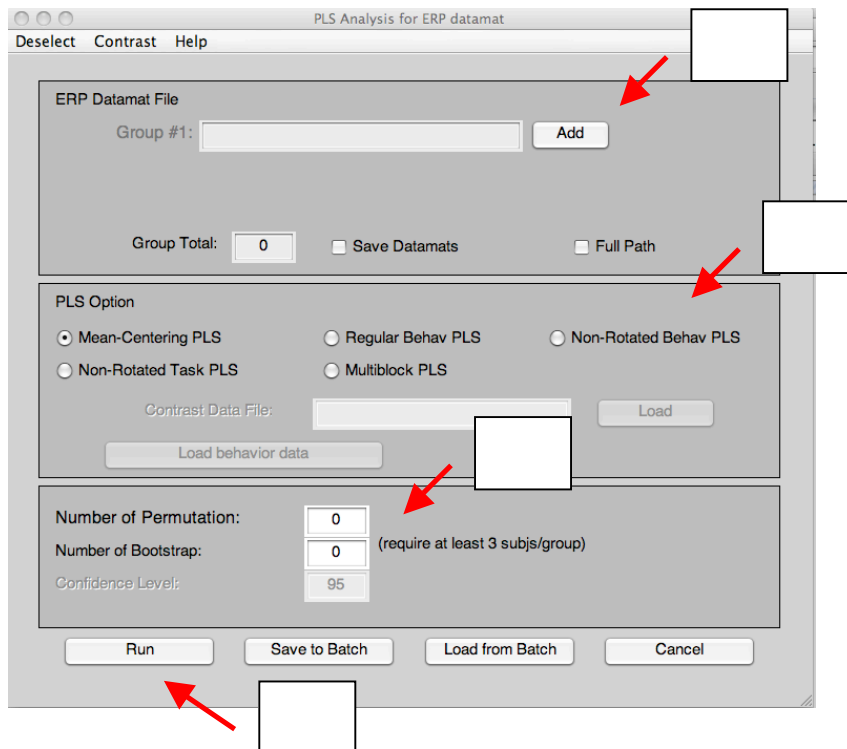 PLS Analysis for ERP datamat
Deselect Contrast Help
ERP Datamat File
Group #1: Add
Group Total: 0 Save Datamats Full Path
PLS Option
Mean-Centering PLS Regular Behav PLS Non-Rotated Behav PLS
Non-Rotated Task PLS Multiblock PLS
Contrast Data File: Load
Load behavior data
Number of Permutation: 0
(require at least 3 subjs/group)
Number of Bootstrap: 0
Confidence Level: 95
Run Save to Batch Load from Batch Cancel